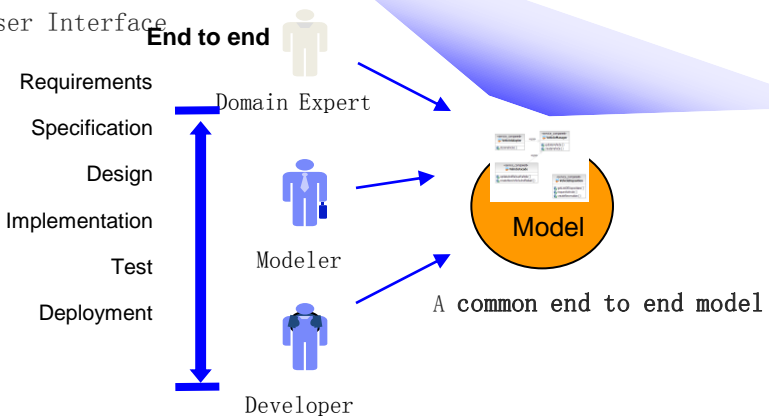 ser Interface
End to end
Requirements
Specification
Design
Implementation
Test
Deployment
Domain Expert
Modeler
Developer
Model
A common end to end model